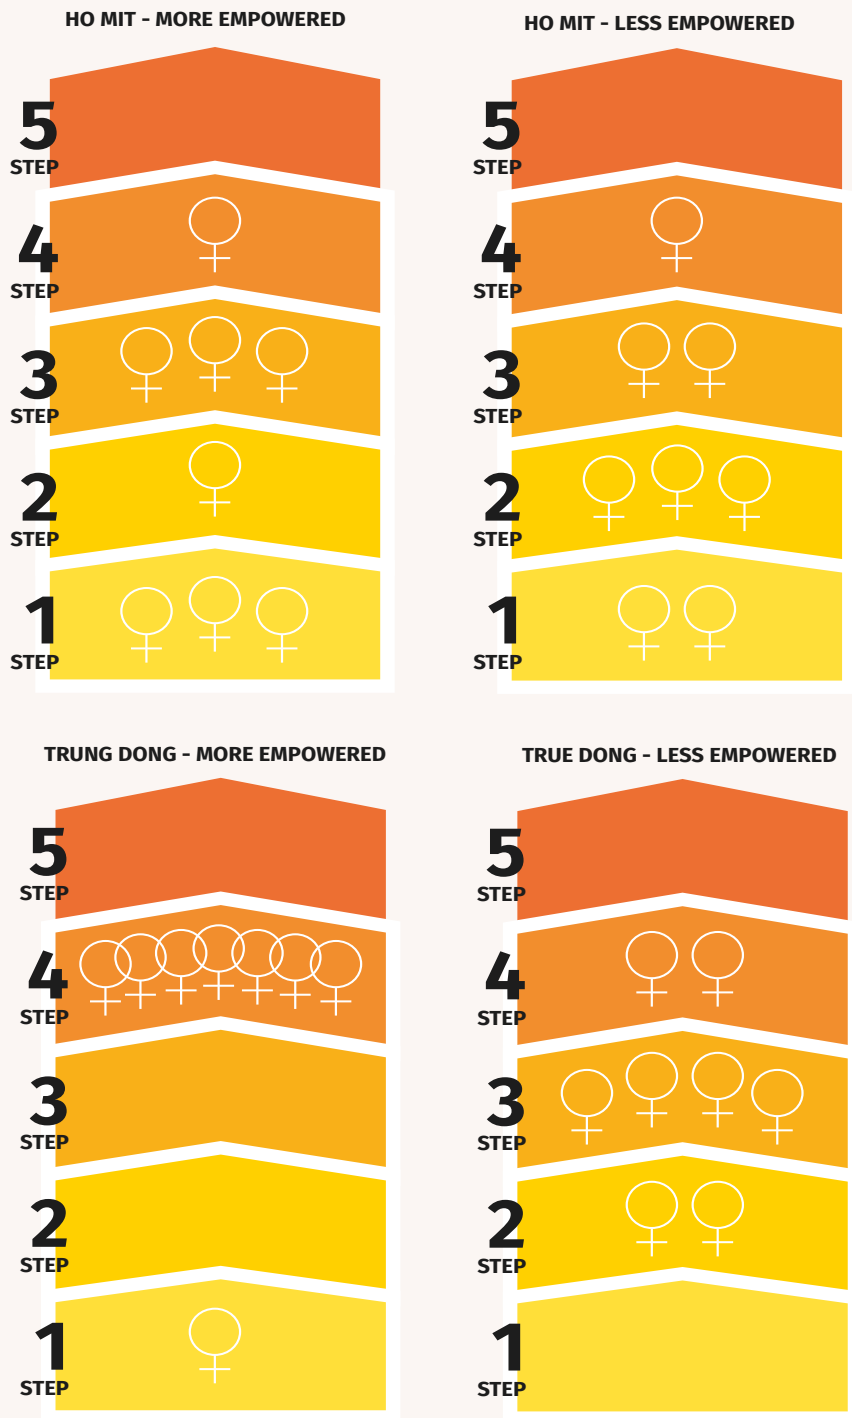 HO MIT - MORE EMPOWERED
5
STEP
4
STEP
3
STEP
2
STEP
1
STEP
HO MIT - LESS EMPOWERED
5
STEP
4
STEP
3
STEP
2
STEP
1
STEP
TRUNG DONG - MORE EMPOWERED
5
STEP
4
STEP
3
STEP
2
STEP
1
STEP
TRUE DONG - LESS EMPOWERED
5
STEP
4
STEP
3
STEP
2
STEP
1
STEP